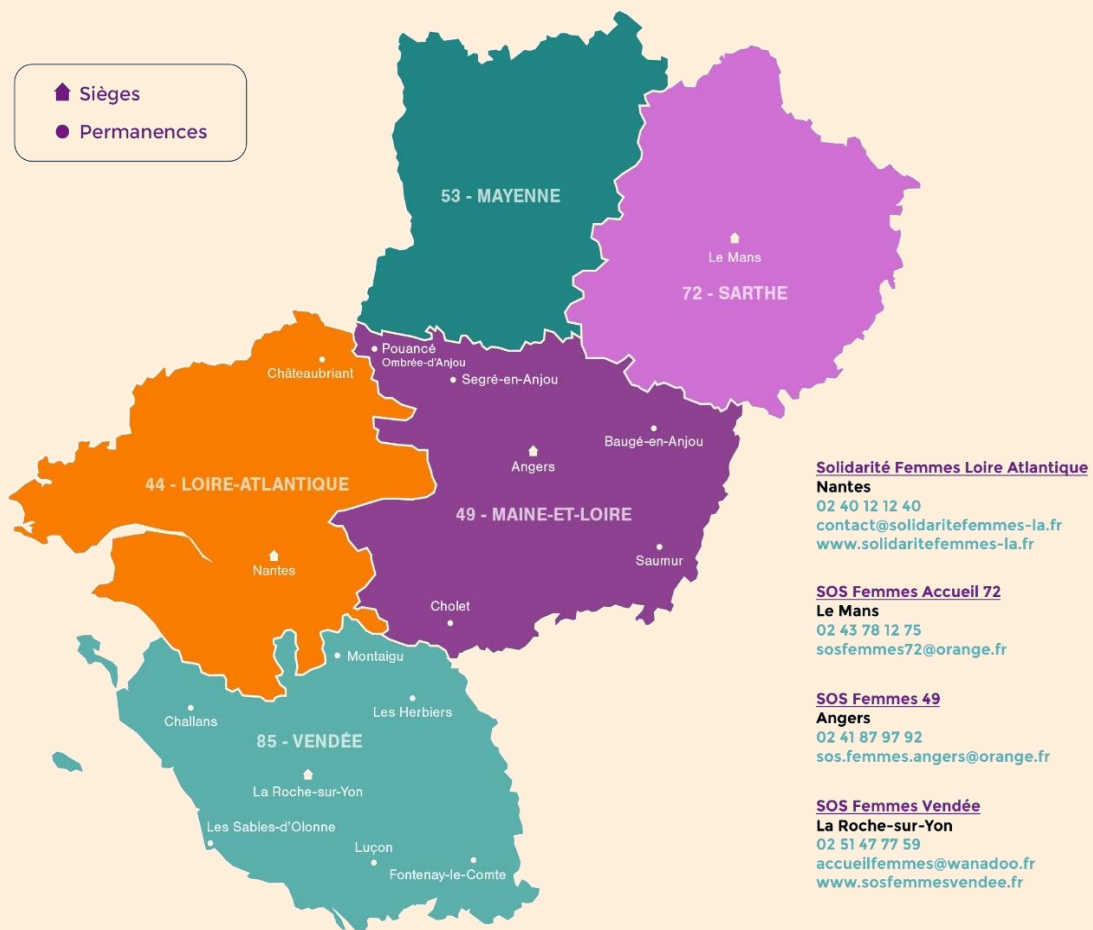 Sièges
Permanences
53 - MAYENNE
Le Mans
72 - SARTHE
Pouancé
Ombrée-d'Anjou
Châteaubriant
Segré-en-Anjou
Baugé-en-Anjou
Angers
44 - LOIRE-ATLANTIQUE
49 - MAINE-ET-LOIRE
Saumur
Nantes
Cholet
Montaigu
Les Herbiers
Challans
85 - VENDÉE
La Roche-sur-Yon
Les Sables-d'Olonne
Luçon
Fontenay-le-Comte
Solidarité Femmes Loire Atlantique
Nantes
02 40 12 12 40
contact@solidaritefemmes-la.fr
www.solidaritefemmes-la.fr
SOS Femmes Accueil 72
Le Mans
02 43 78 12 75
sosfemmes72@orange.fr
SOS Femmes 49
Angers
02 41 87 97 92
sos.femmes.angers@orange.fr
SOS Femmes Vendée
La Roche-sur-Yon
02 51 47 77 59
accueilfemmes@wanadoo.fr
www.sosfemmesvendee.fr